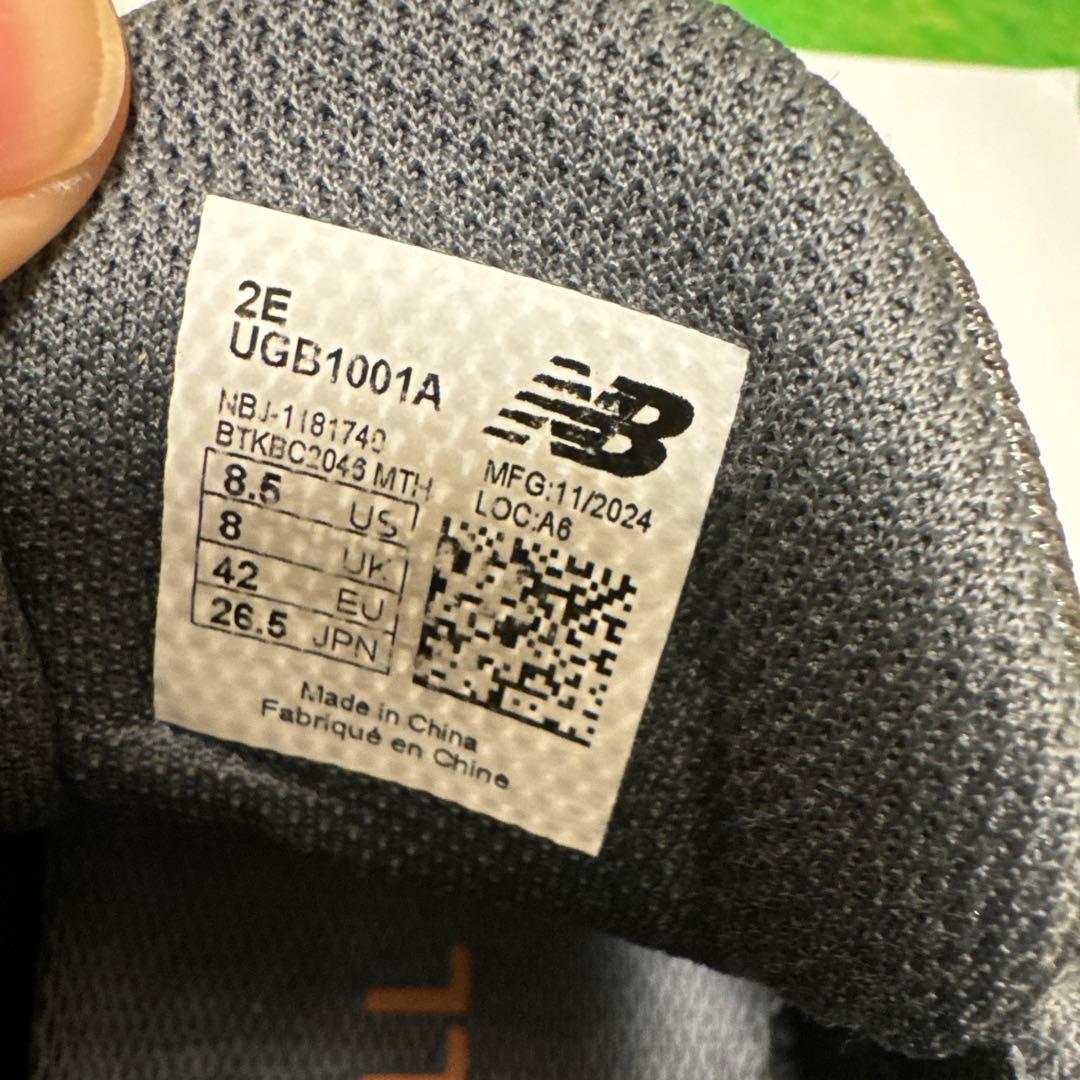 2E
UGB1001A
NB
NBJ-1181740
BTKBC2046 MTH
MFG:11/2024
LOC:A6
8.5 US
8 UK
42 EU
26.5 JPN
Made in China
Fabriqué en Chine